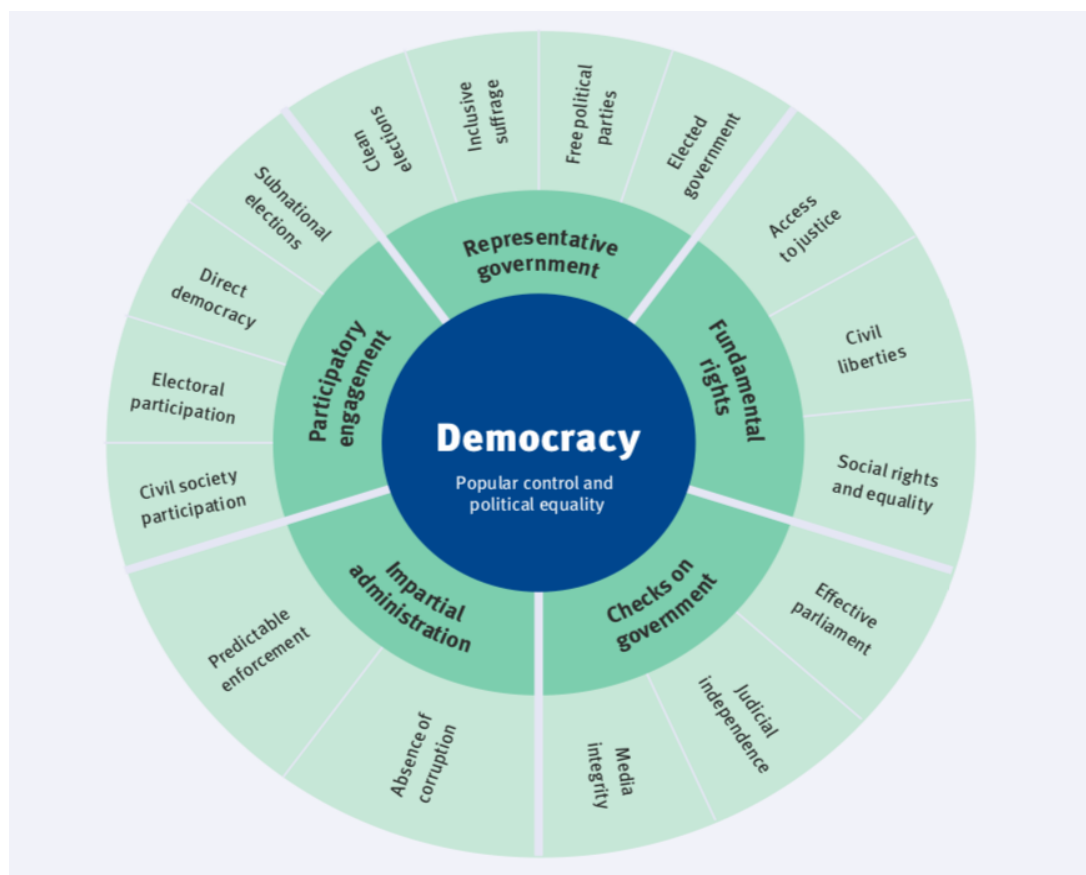 Democracy
Popular control and
political equality
Representative
government
Clean
elections
Inclusive
suffrage
Free political
parties
Elected
government
Fundamental
rights
Access
to justice
Civil
liberties
Social rights
and equality
Checks on
government
Effective
parliament
Judicial
independence
Media
integrity
Impartial
administration
Absence of
corruption
Predictable
enforcement
Participatory
engagement
Civil society
participation
Electoral
participation
Direct
democracy
Subnational
elections